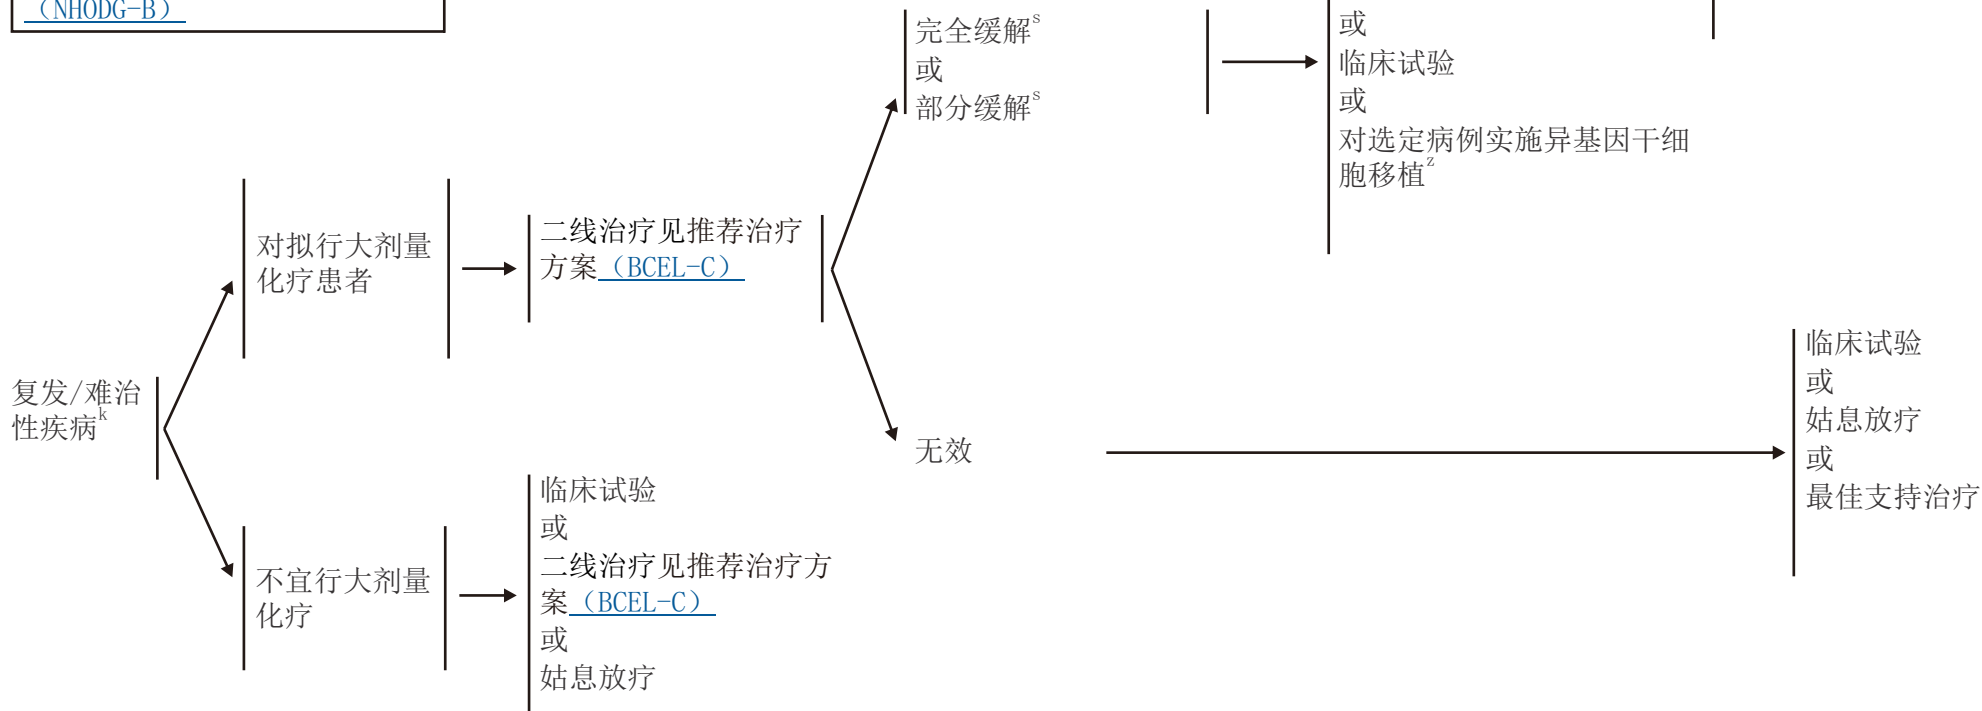 （NHODG-B）
完全缓解s
或
部分缓解s
或
临床试验
或
对选定病例实施异基因干细
胞移植z
对拟行大剂量
化疗患者
二线治疗见推荐治疗
方案（BCEL-C）
复发/难治
性疾病k
无效
临床试验
或
姑息放疗
或
最佳支持治疗
不宜行大剂量
化疗
临床试验
或
二线治疗见推荐治疗方
案（BCEL-C）
或
姑息放疗